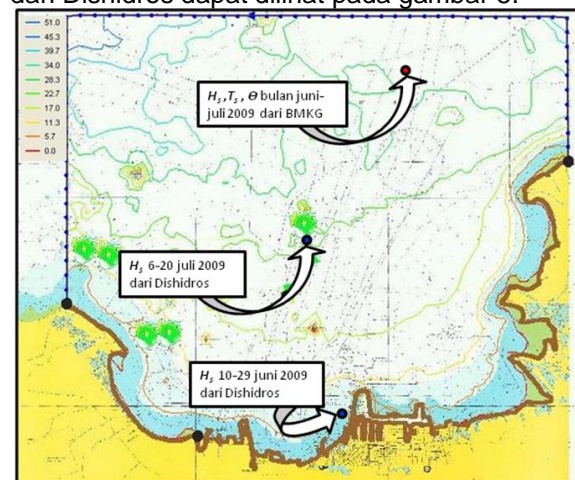 dari Dishidros dapat dilihat pada gambar 3.
51.0
45.3
39.7
34.0
28.3
22.7
17.0
11.3
5.7
0.0
Hs,Ts, Θ bulan juni-
juli 2009 dari BMKG
Hs 6-20 juli 2009
dari Dishidros
Hs 10-29 juni 2009
dari Dishidros